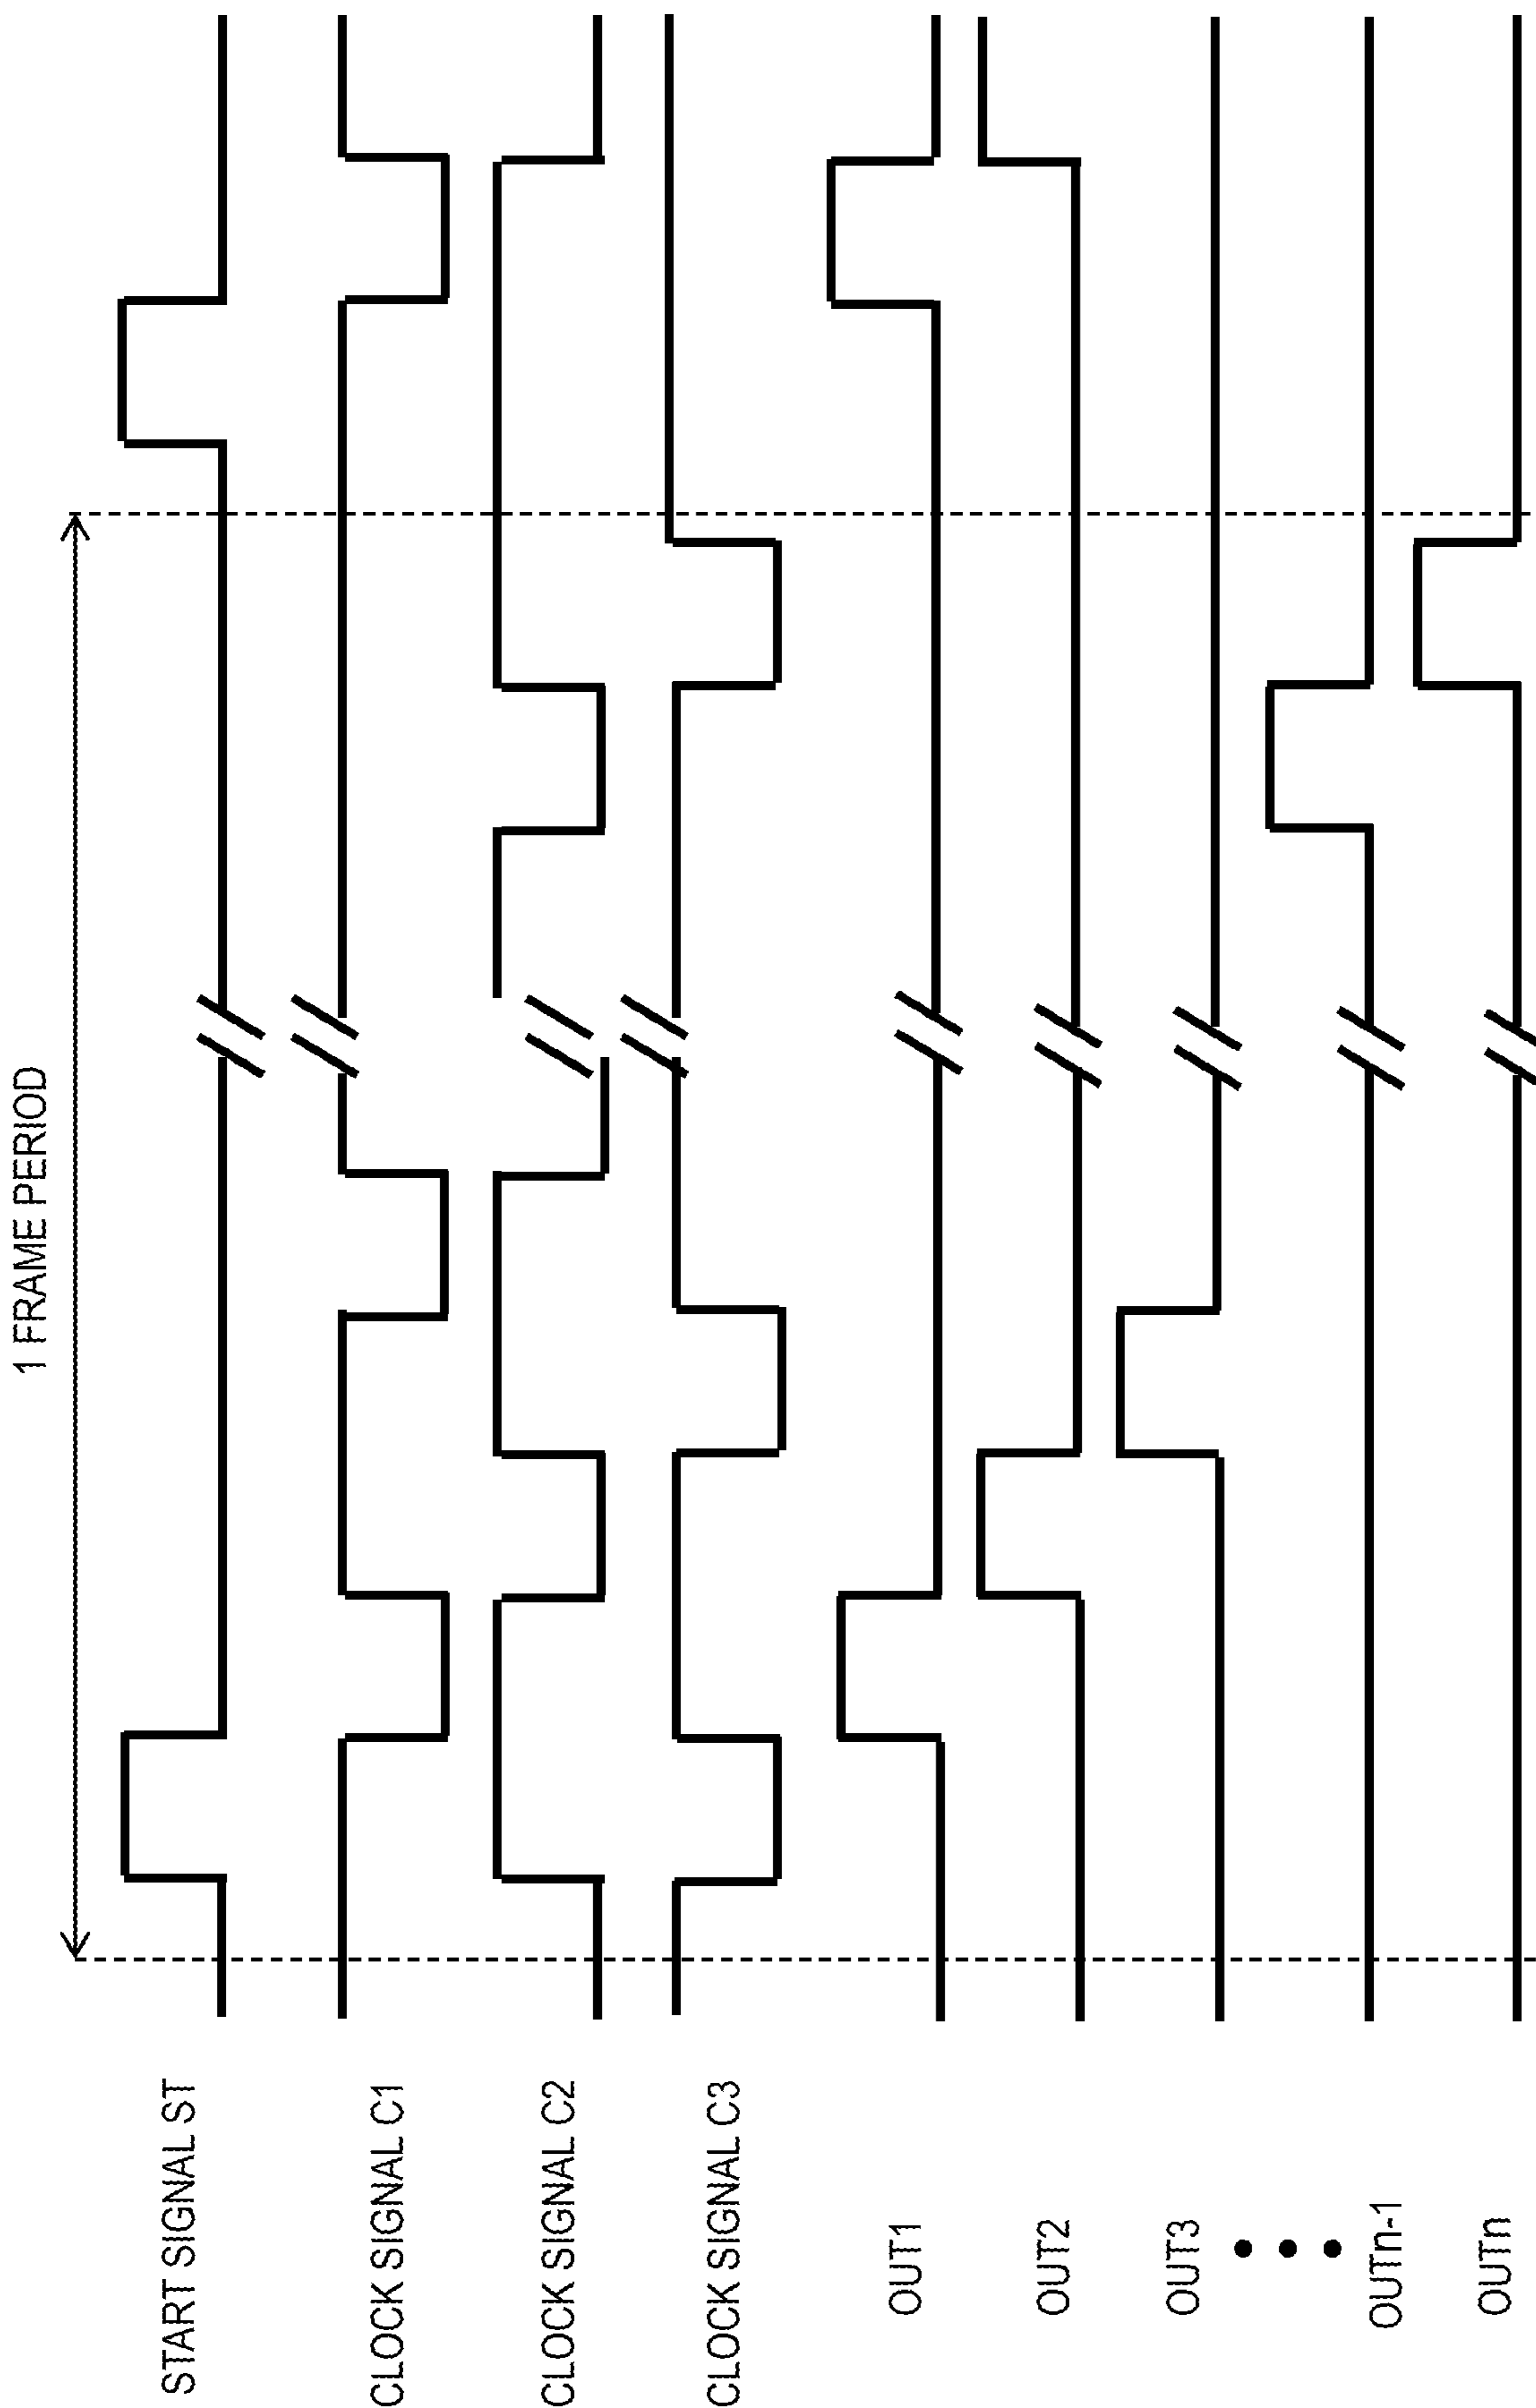 1 FRAME PERIOD
START SIGNAL ST
CLOCK SIGNAL C1
CLOCK SIGNAL C2
CLOCK SIGNAL C3
OUT1
OUT2
OUT3
OUTn-1
OUTn